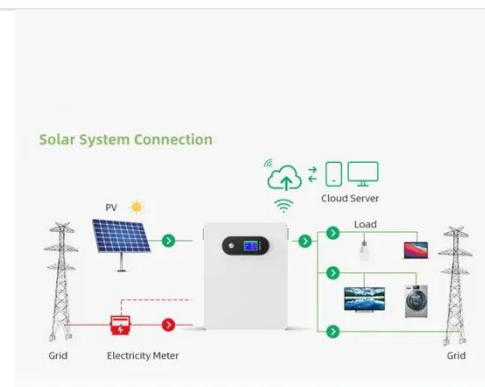 Solar System Connection
Cloud Server
PV
Load
Grid
Electricity Meter
Grid